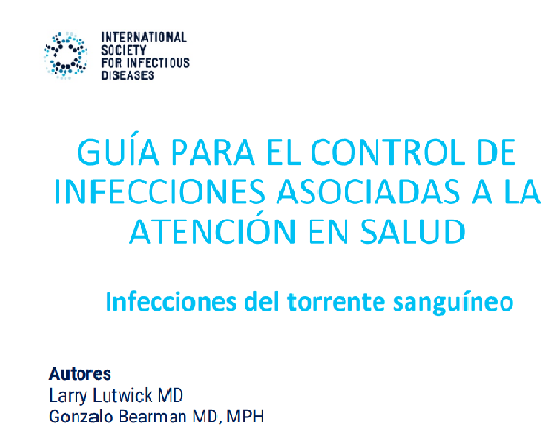 INTERNATIONAL
SOCIETY
FOR INFECTIOUS
DISEASES
GUÍA PARA EL CONTROL DE
INFECCIONES ASOCIADAS A LA
ATENCIÓN EN SALUD
Infecciones del torrente sanguíneo
Autores
Larry Lutwick MD
Gonzalo Bearman MD, MPH